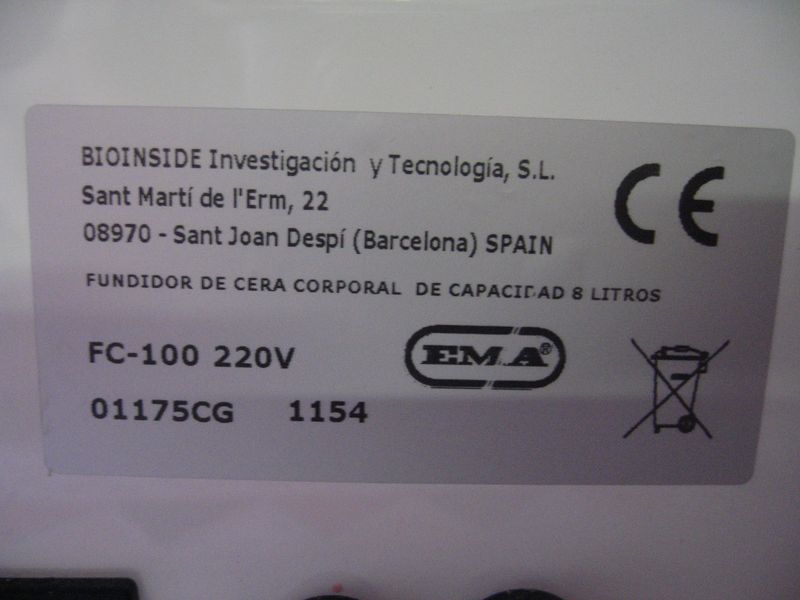 BIOINSIDE Investigación y Tecnología, S.L.
Sant Martí de l'Erm, 22
08970 - Sant Joan Despí (Barcelona) SPAIN
CE
FUNDIDOR DE CERA CORPORAL DE CAPACIDAD 8 LITROS
FC-100 220V
E.M.A®
01175CG 1154